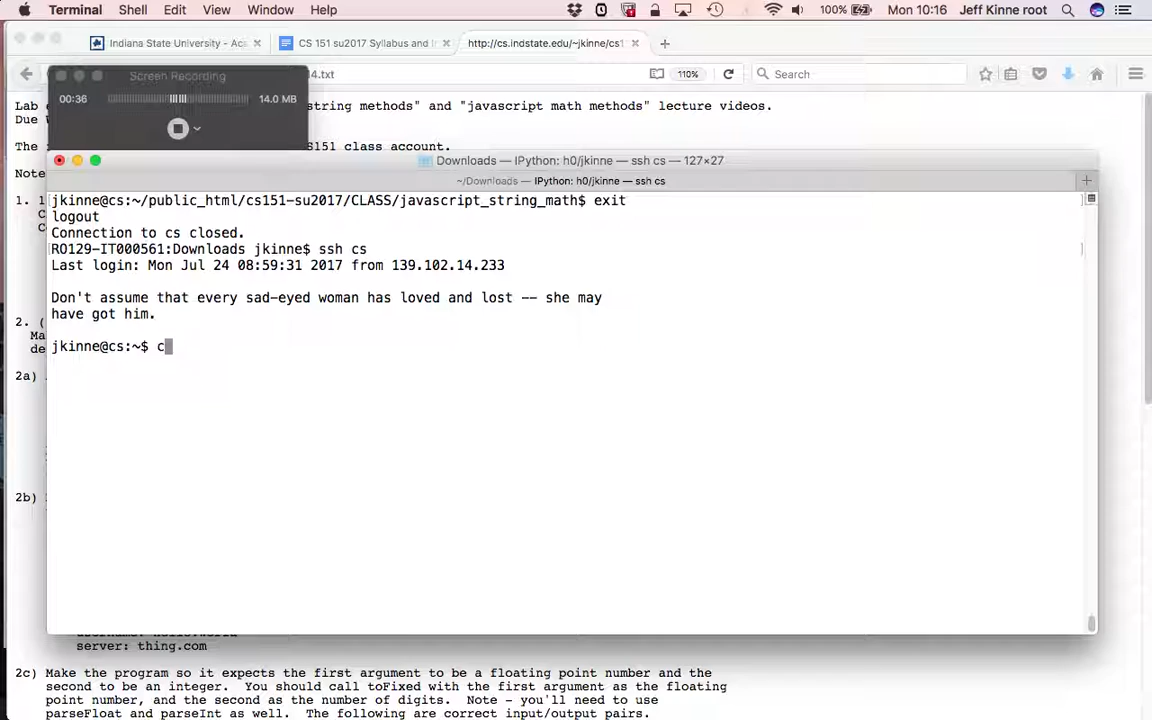 Terminal Shell Edit View Window Help 100% Mon 10:16 Jeff Kinne root
Indiana State University - Aca
CS 151 su2017 Syllabus and I
http://cs.indstate.edu/~jkinne/cs1
4.txt 110% Search
Screen Recording
00:36 14.0 MB
Lab string methods" and "javascript math methods" lecture videos.
Due W
The 5151 class account.
Note
Downloads — IPython: h0/jkinne — ssh cs — 127×27
~/Downloads — IPython: h0/jkinne — ssh cs
1. l
C
C
jkinne@cs:~/public_html/cs151-su2017/CLASS/javascript_string_math$ exit
logout
Connection to cs closed.
RO129-IT000561:Downloads jkinne$ ssh cs
Last login: Mon Jul 24 08:59:31 2017 from 139.102.14.233
Don't assume that every sad-eyed woman has loved and lost -- she may
have got him.
jkinne@cs:~$ c
2. (
Ma
de
2a)
2b)
server: thing.com
2c) Make the program so it expects the first argument to be a floating point number and the
second to be an integer. You should call toFixed with the first argument as the floating
point number, and the second as the number of digits. Note - you'll need to use
parseFloat and parseInt as well. The following are correct input/output pairs.